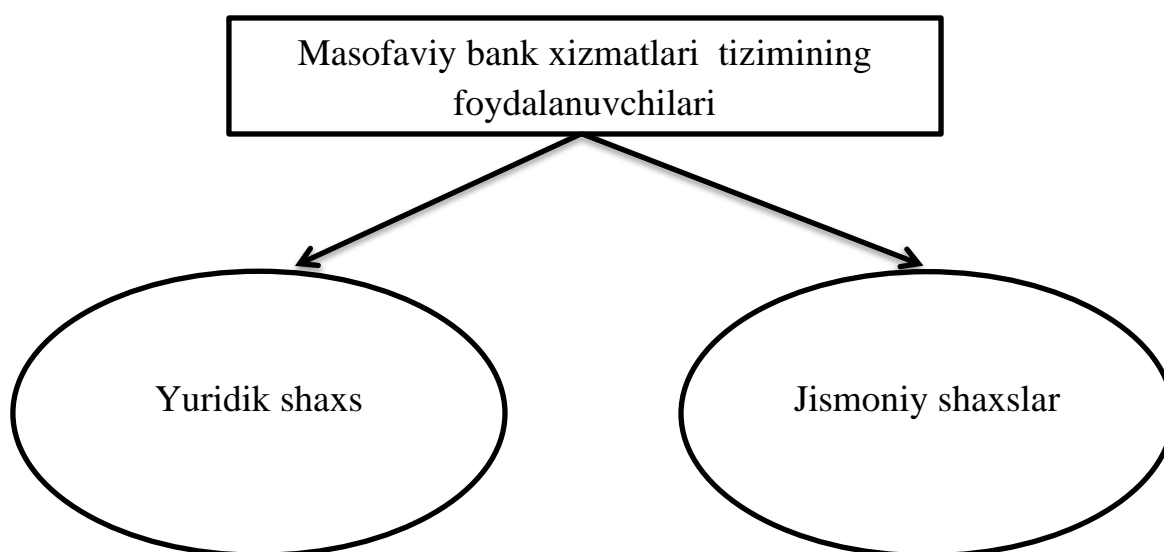 Masofaviy bank xizmatlari tizimining
foydalanuvchilari
Yuridik shaxs
Jismoniy shaxslar